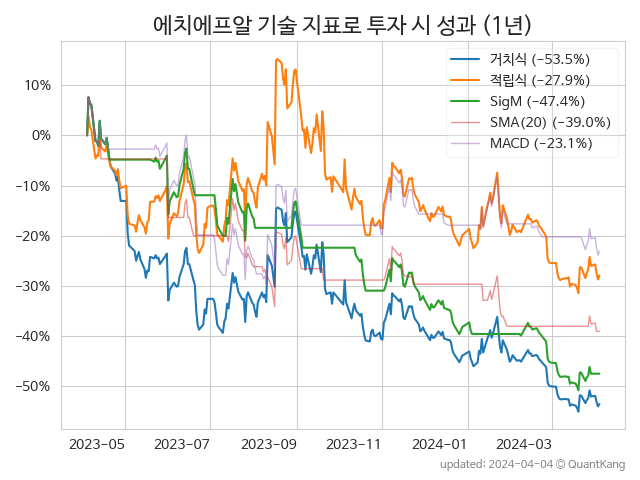 에치에프알 기술 지표로 투자 시 성과 (1년)
거치식 (−53.5%)
적립식 (−27.9%)
SigM (−47.4%)
SMA(20) (−39.0%)
MACD (−23.1%)
10%
0%
−10%
−20%
−30%
−40%
−50%
2023−05
2023−07
2023−09
2023−11
2024−01
2024−03
updated: 2024−04−04 © QuantKang